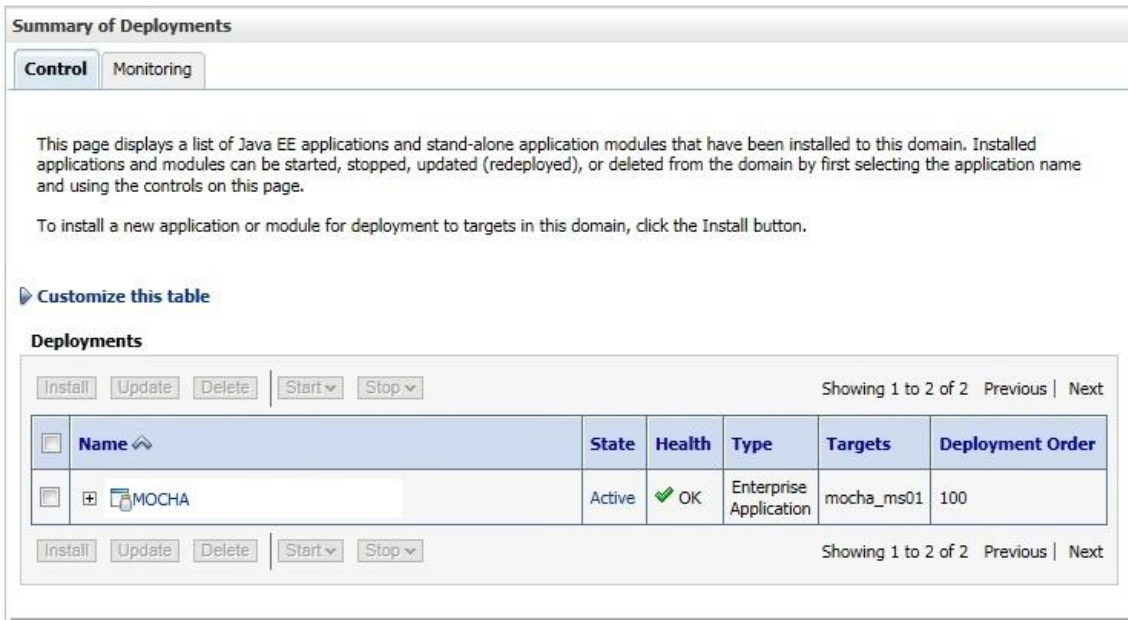 Summary of Deployments
Control Monitoring
This page displays a list of Java EE applications and stand-alone application modules that have been installed to this domain. Installed
applications and modules can be started, stopped, updated (redeployed), or deleted from the domain by first selecting the application name
and using the controls on this page.
To install a new application or module for deployment to targets in this domain, click the Install button.
Customize this table
Deployments
Install Update Delete Start Stop Showing 1 to 2 of 2 Previous | Next
Name State Health Type Targets Deployment Order
MOCHA Active OK Enterprise Application mocha_ms01 100
Install Update Delete Start Stop Showing 1 to 2 of 2 Previous | Next